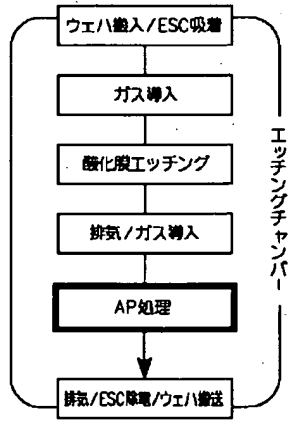 ウェハ搬入/ESC吸着
ガス導入
酸化膜エッチング
排気/ガス導入
AP処理
排気/ESC除電/ウェハ搬送
エッチングチャンバー